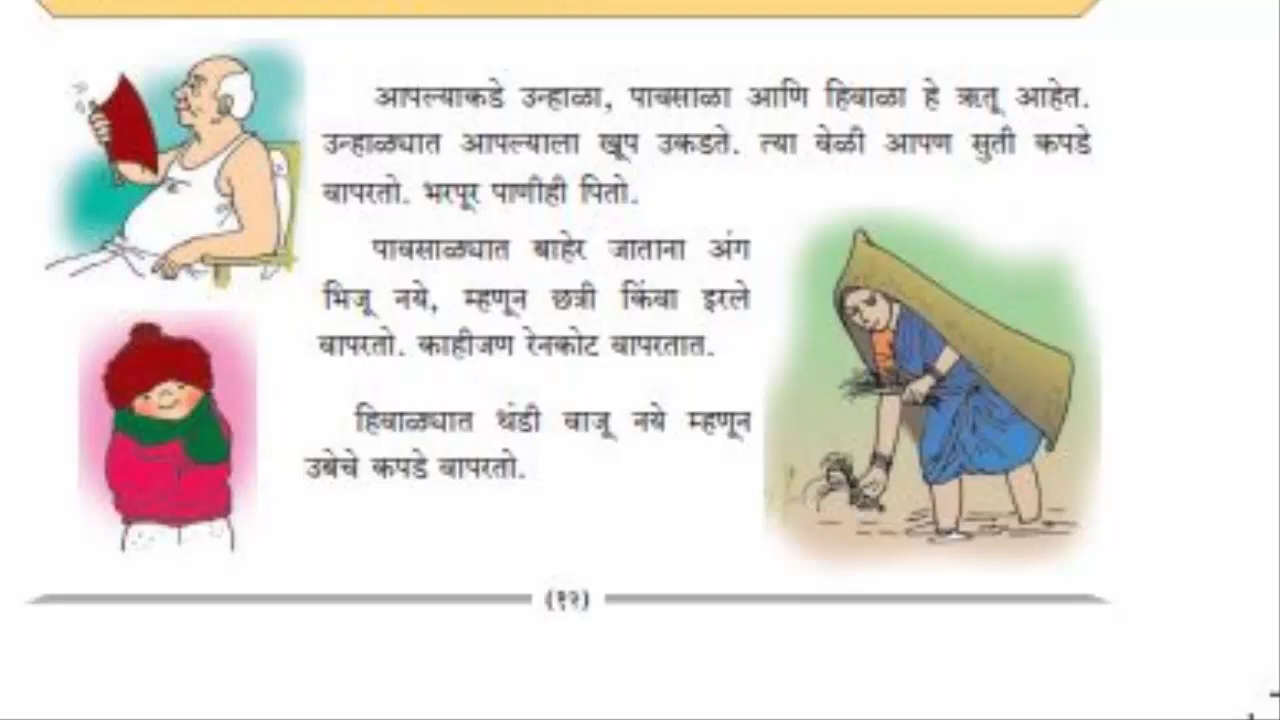 आपल्याकडे उन्हाळा, पावसाळा आणि हिवाळा हे ऋतू आहेत.
उन्हाळ्यात आपल्याला खूप उकडते. त्या वेळी आपण सुती कपडे
वापरतो. भरपूर पाणीही पितो.
पावसाळ्यात बाहेर जाताना अंग
भिजू नये, म्हणून छत्री किंवा इरले
वापरतो. काहीजण रेनकोट वापरतात.
हिवाळ्यात थंडी वाजू नये म्हणून
उबेचे कपडे वापरतो.
(१२)